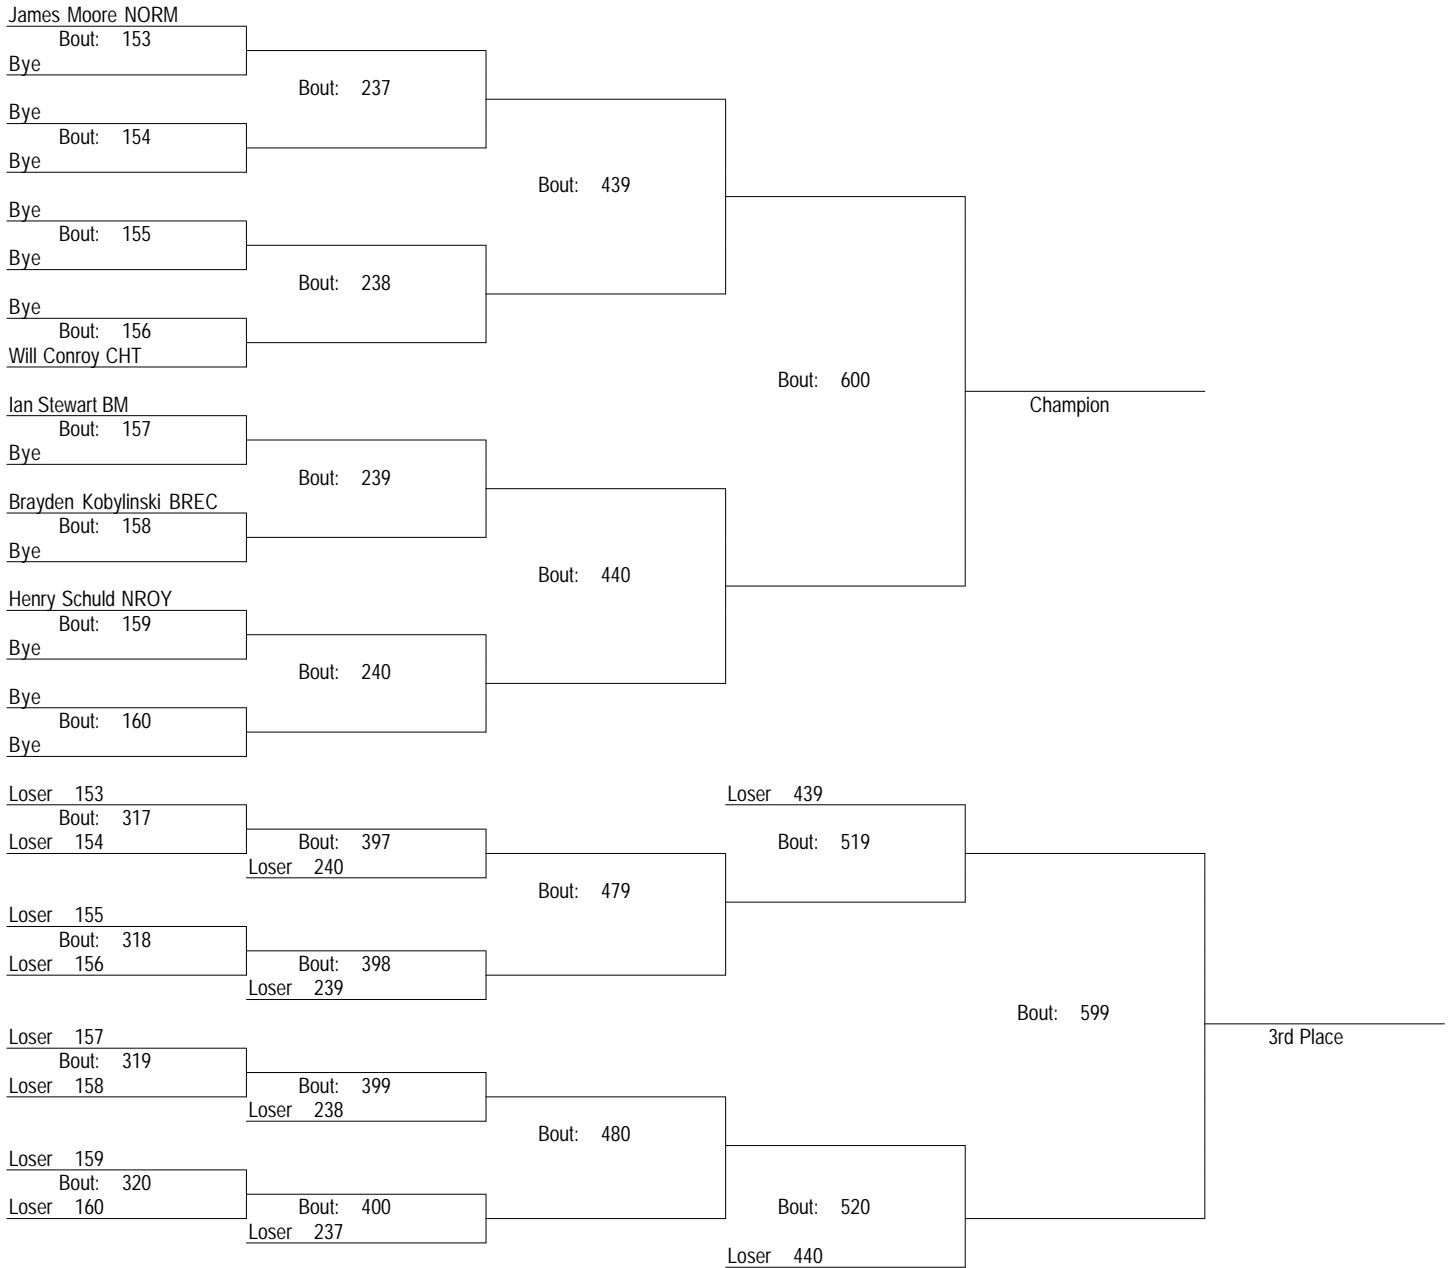 James Moore NORM
Bout: 153
Bye
Bout: 237
Bye
Bout: 154
Bye
Bout: 439
Bye
Bout: 155
Bye
Bout: 238
Bye
Bout: 156
Will Conroy CHT
Bout: 600
Champion
Ian Stewart BM
Bout: 157
Bye
Bout: 239
Brayden Kobylinski BREC
Bout: 158
Bye
Bout: 440
Henry Schuld NROY
Bout: 159
Bye
Bout: 240
Bye
Bout: 160
Bye
Loser 153
Loser 439
Bout: 317
Loser 154
Bout: 397
Bout: 519
Loser 240
Bout: 479
Loser 155
Bout: 318
Loser 156
Bout: 398
Loser 239
Bout: 599
Loser 157
3rd Place
Bout: 319
Loser 158
Bout: 399
Loser 238
Bout: 480
Loser 159
Bout: 320
Loser 160
Bout: 400
Bout: 520
Loser 237
Loser 440